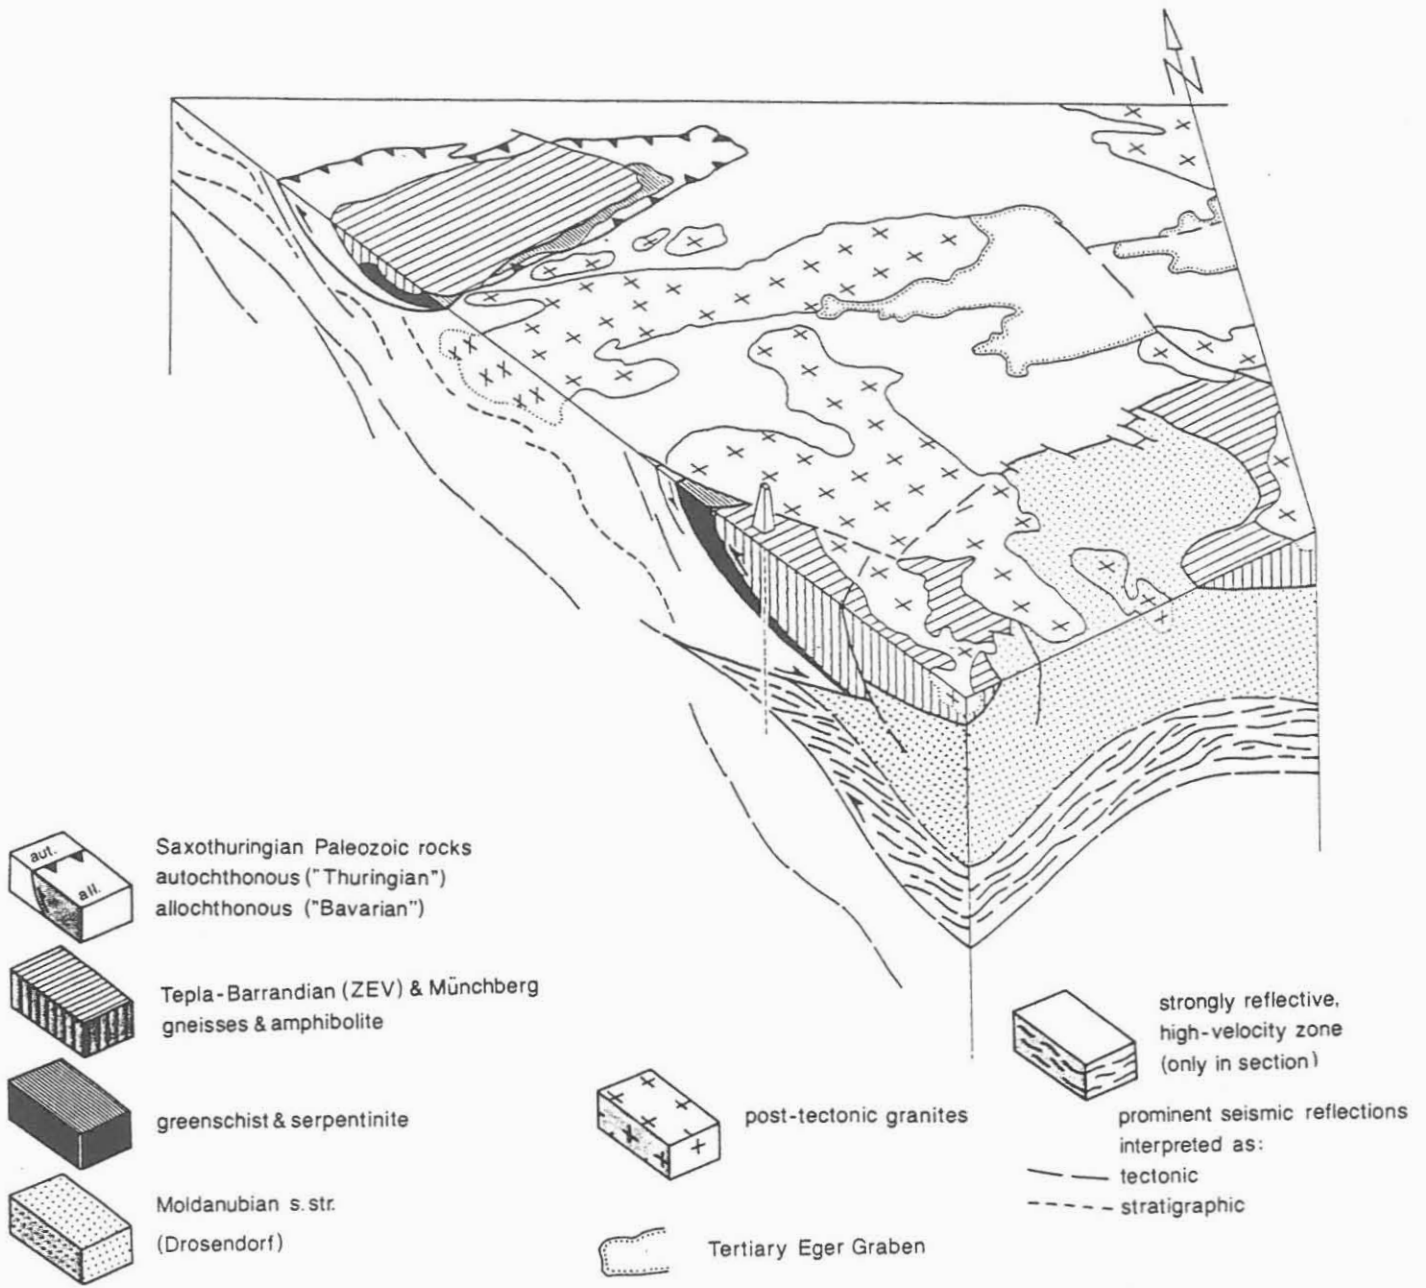 N
aut.
all.
Saxothuringian Paleozoic rocks
autochthonous ("Thuringian")
allochthonous ("Bavarian")
Tepla-Barrandian (ZEV) & Münchberg
gneisses & amphibolite
greenschist & serpentinite
Moldanubian s. str.
(Drosendorf)
post-tectonic granites
Tertiary Eger Graben
strongly reflective,
high-velocity zone
(only in section)
prominent seismic reflections
interpreted as:
tectonic
stratigraphic